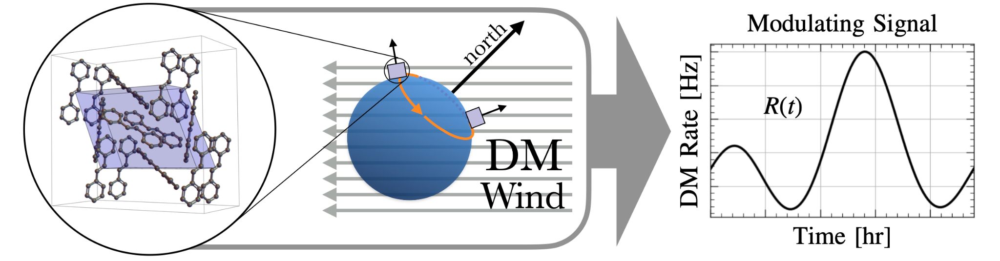 north
DM
Wind
Modulating Signal
DM Rate [Hz]
R(t)
Time [hr]